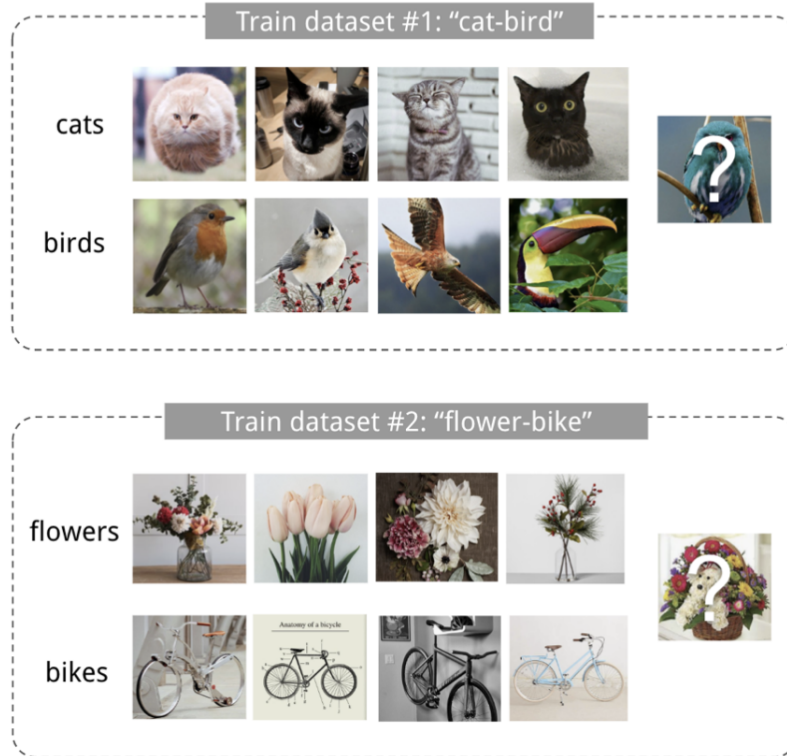 Train dataset #1: “cat-bird”
cats
?
birds
Train dataset #2: “flower-bike”
flowers
?
Anatomy of a bicycle
bikes